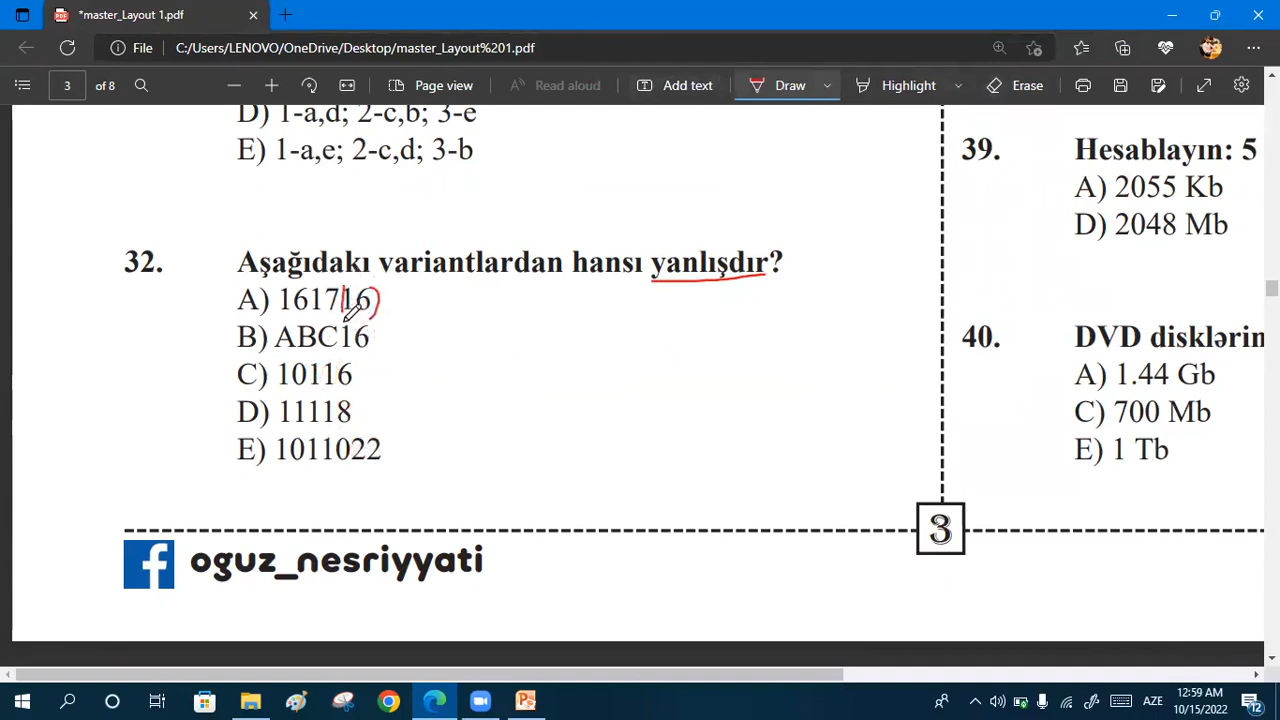 *master_Layout 1.pdf
File
C:/Users/LENOVO/OneDrive/Desktop/master_Layout%201.pdf
3 of 8
Page view
Read aloud
Add text
Draw
Highlight
Erase
D) 1-a,d; 2-c,b; 3-e
E) 1-a,e; 2-c,d; 3-b
32. Aşağıdakı variantlardan hansı yanlışdır?
A) 161716
B) ABC16
C) 10116
D) 11118
E) 1011022
39. Hesablayın: 5
A) 2055 Kb
D) 2048 Mb
40. DVD disklərin
A) 1.44 Gb
C) 700 Mb
E) 1 Tb
3
oguz_nesriyyati
AZE
12:59 AM
10/15/2022
12